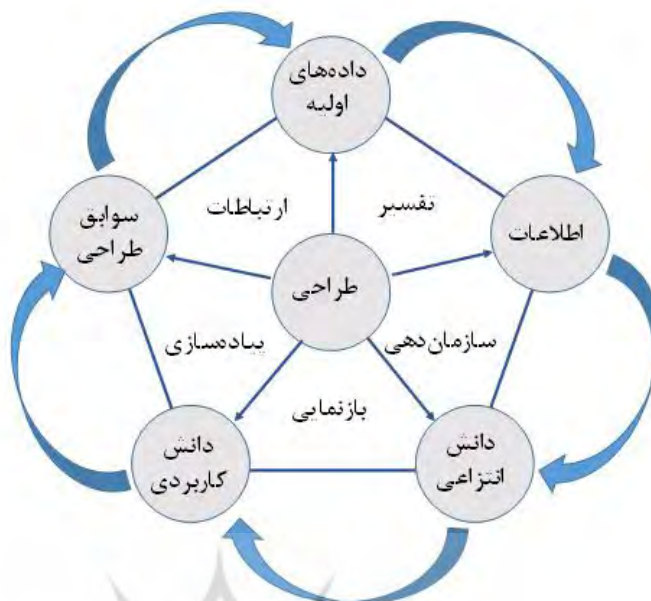 داده‌های
اولیه
سوابق
طراحی
ارتباطات
تفسیر
اطلاعات
طراحی
پیاده‌سازی
سازمان‌دهی
بازنمایی
دانش
کاربردی
دانش
انتزاعی